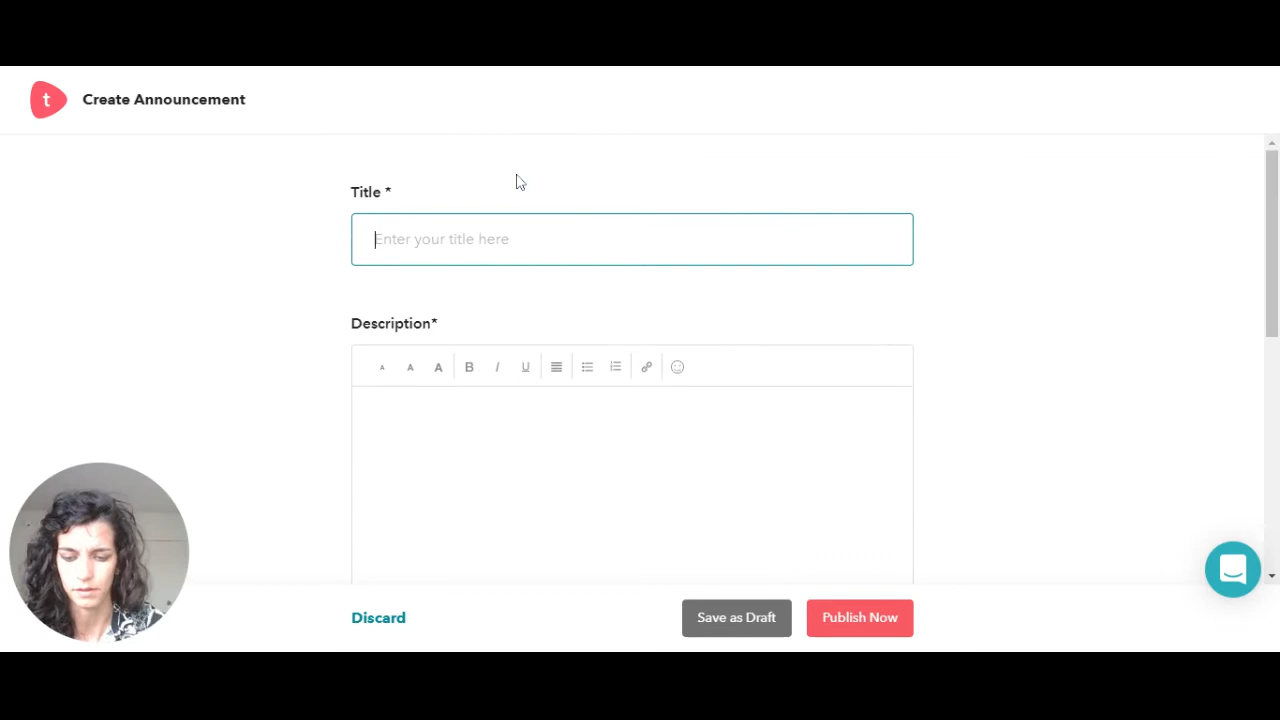 t Create Announcement
Title *
Enter your title here
Description*
A A A B I U
Discard Save as Draft Publish Now